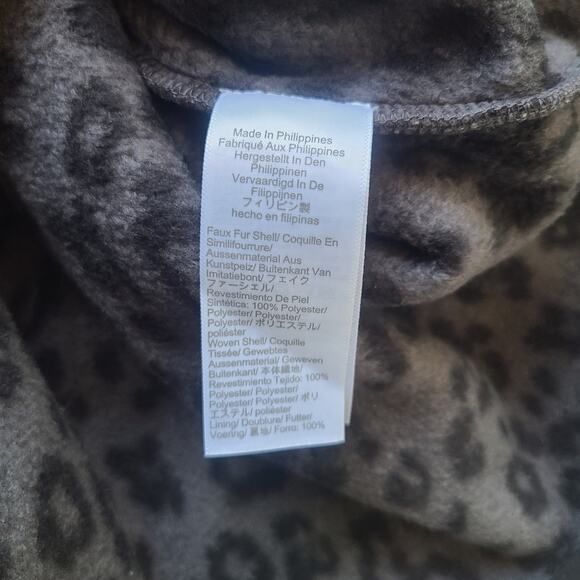 Made In Philippines
Fabriqué Aux Philippines
Hergestellt In Den
Philippinen
Vervaardigd In De
Filippijnen
フィリピン製
hecho en filipinas
Faux Fur Shell/ Coquille En
Similifourrure/
Aussenmaterial Aus
Kunstpelz/ Buitenkant Van
Imitatiebont/ フェイク
ファーシェル/
Revestimiento De Piel
Sintética: 100% Polyester/
Polyester/ Polyester/
Polyester/ ポリエステル/
poliéster
Woven Shell/ Coquille
Tissée/ Gewebtes
Aussenmaterial/ Geweven
Buitenkant/ 本体繊地/
Revestimiento Tejido: 100%
Polyester/ Polyester/
Polyester/ Polyester/ ポリ
エステル/ poliéster
Lining/ Doublure/ Futter/
Voering/ 裏地/ Forro: 100%